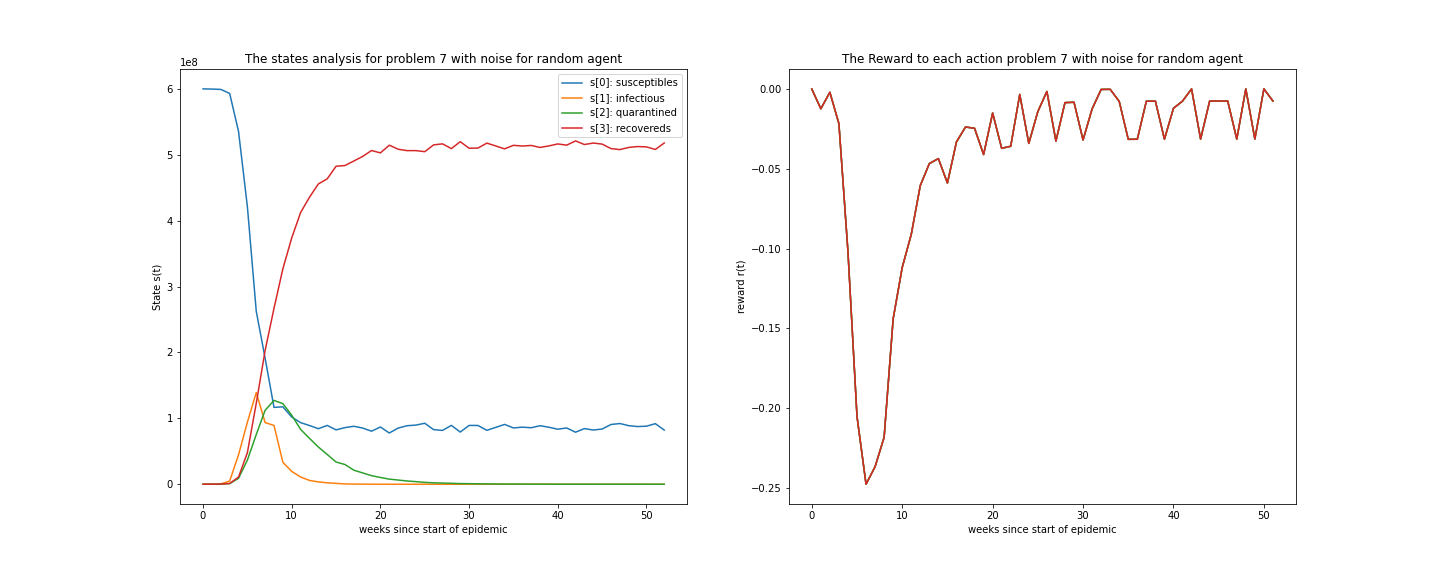 The states analysis for problem 7 with noise for random agent
1e8
6
5
4
3
2
1
0
State s(t)
0
10
20
30
40
50
weeks since start of epidemic
s[0]: susceptibles
s[1]: infectious
s[2]: quarantined
s[3]: recovereds
The Reward to each action problem 7 with noise for random agent
0.00
−0.05
−0.10
−0.15
−0.20
−0.25
reward r(t)
0
10
20
30
40
50
weeks since start of epidemic